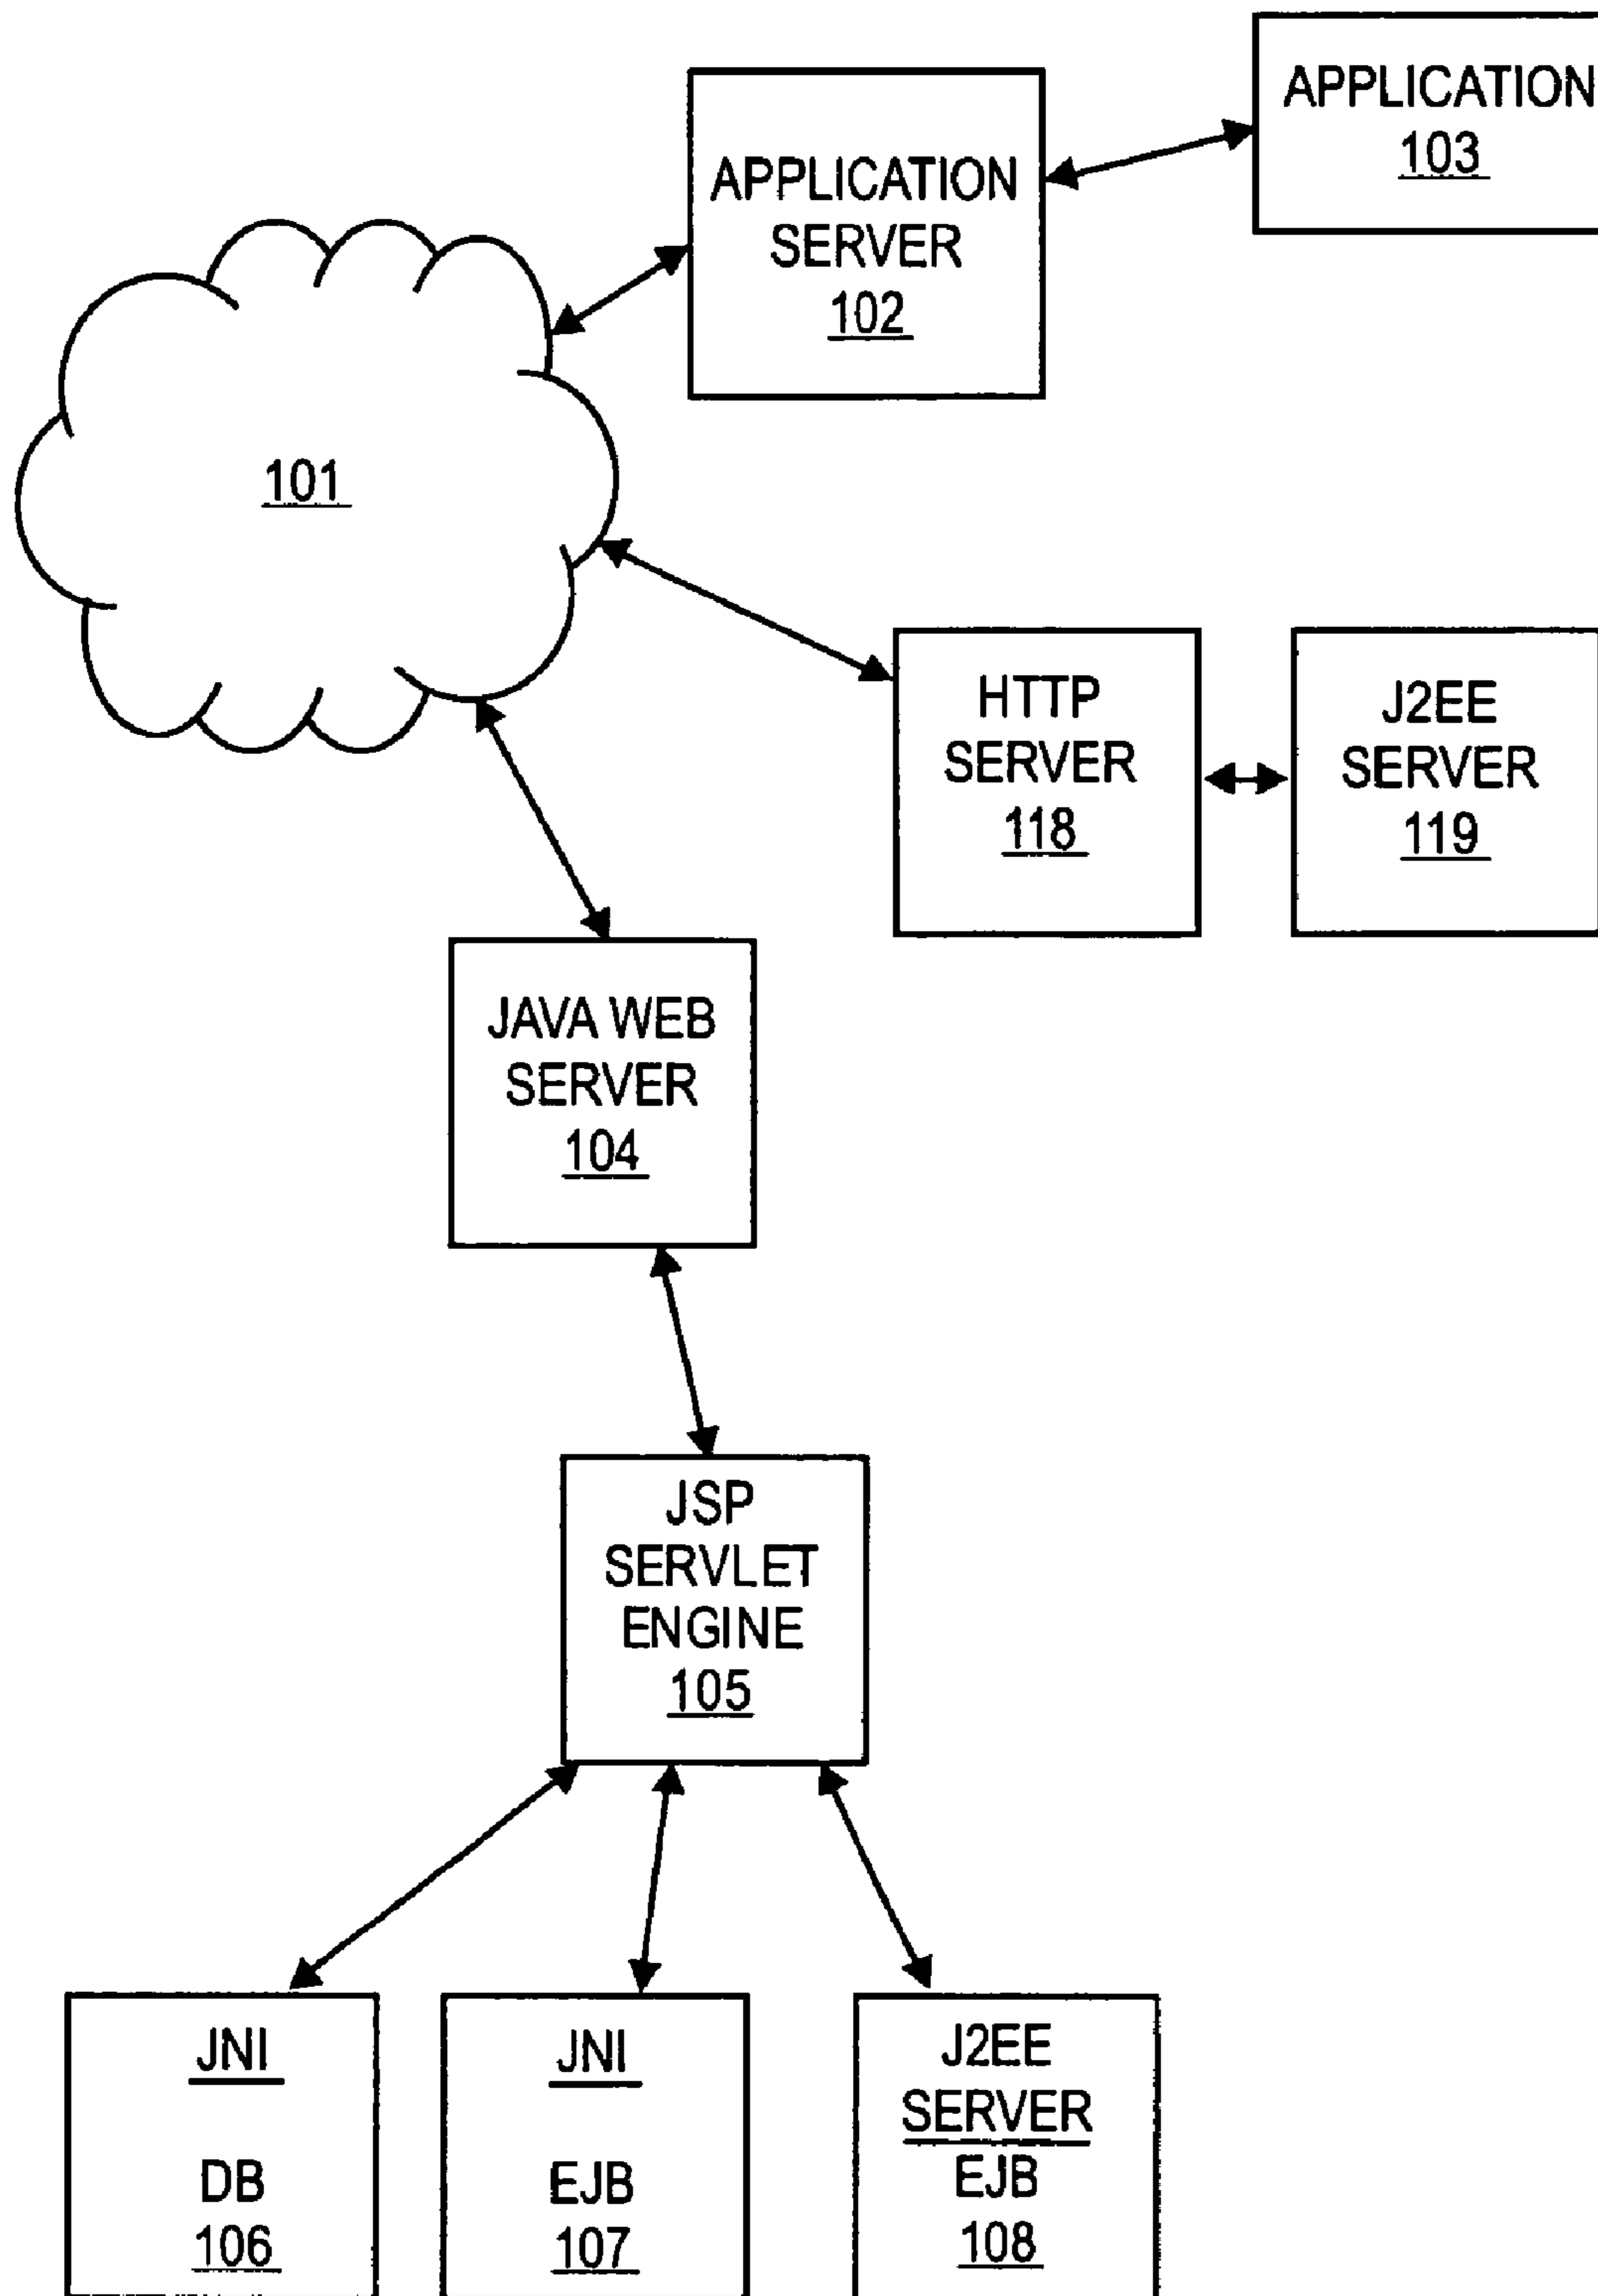 APPLICATION
103
APPLICATION
SERVER
102
101
HTTP
SERVER
118
J2EE
SERVER
119
JAVA WEB
SERVER
104
JSP
SERVLET
ENGINE
105
JNI
DB
106
JNI
EJB
107
J2EE
SERVER
EJB
108